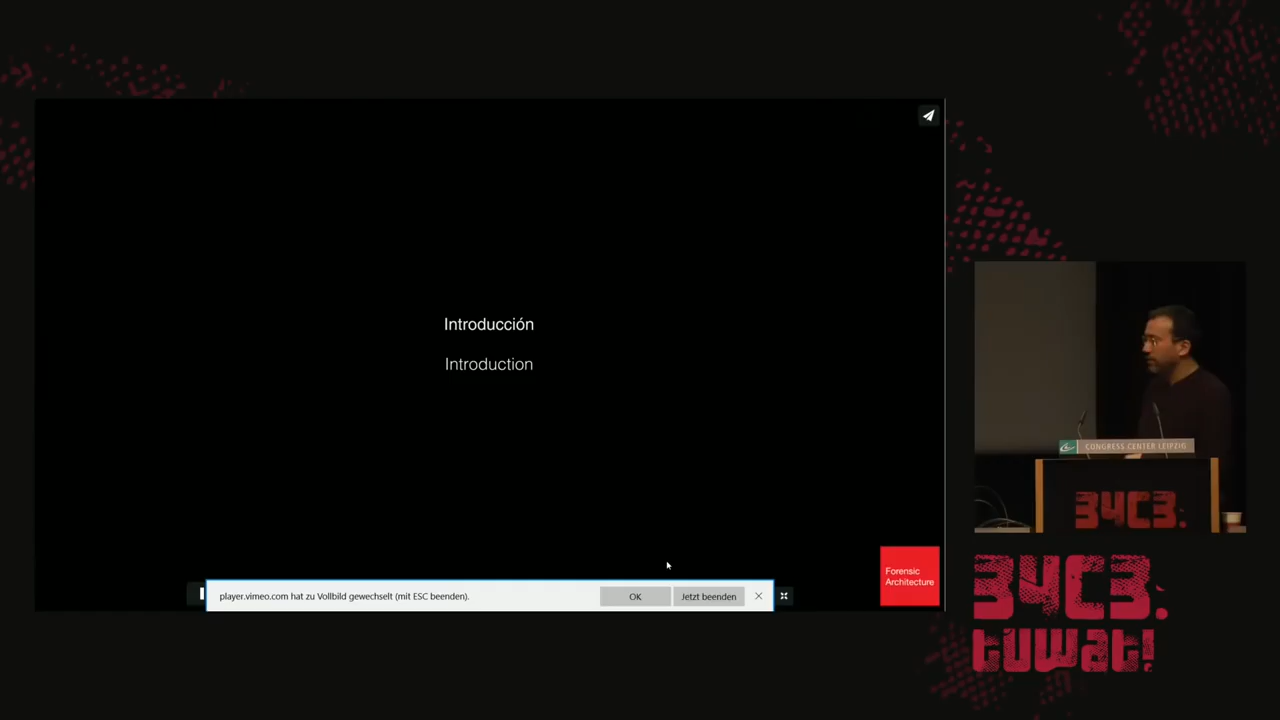 Introducción
Introduction
Forensic
Architecture
player.vimeo.com hat zu Vollbild gewechselt (mit ESC beenden).
OK
Jetzt beenden
CONGRESS CENTER LEIPZIG
34C3.
34C3.
tuwat!